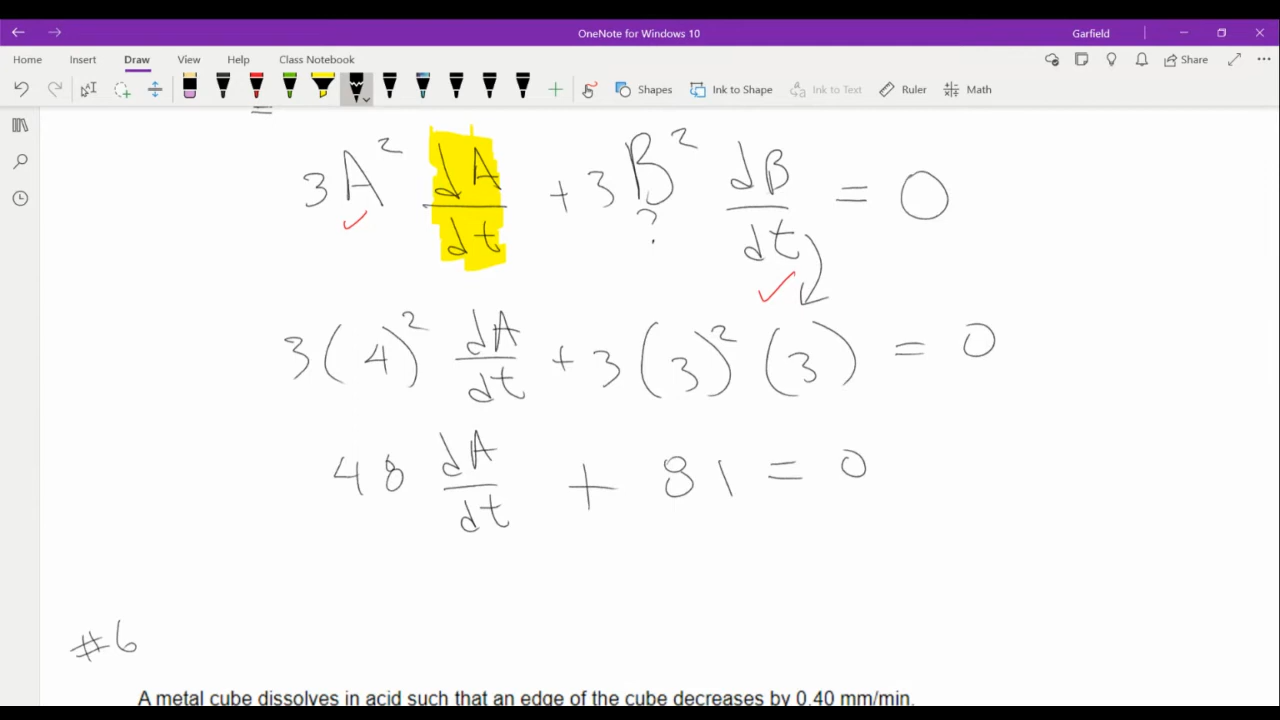 OneNote for Windows 10
Garfield
Home Insert Draw View Help Class Notebook
Share
Shapes Ink to Shape Ink to Text Ruler Math
3A² dA/dt + 3B² dB/dt = 0
?
3(4)² dA/dt + 3(3)²(3) = 0
48 dA/dt + 81 = 0
#6
A metal cube dissolves in acid such that an edge of the cube decreases by 0.40 mm/min.